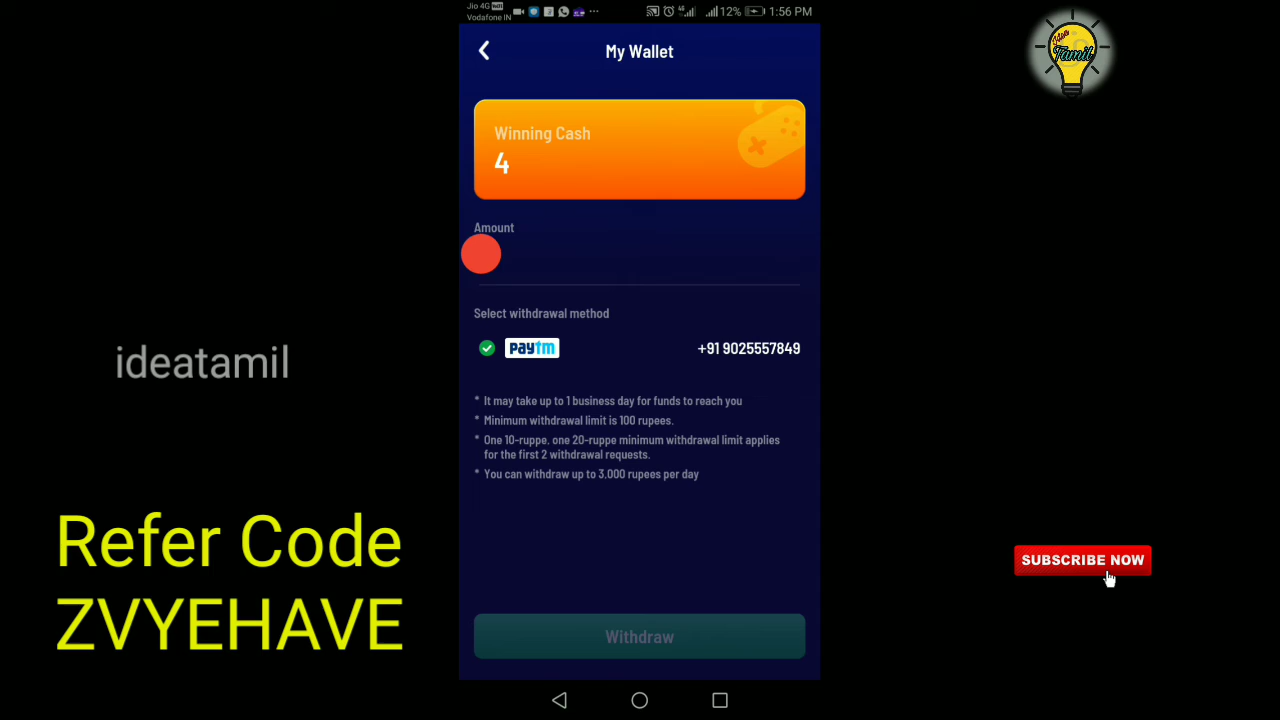 Jio 4G VoLTE
Vodafone IN
12%
1:56 PM
My Wallet
Winning Cash
4
Amount
Select withdrawal method
paytm
+91 9025557849
* It may take up to 1 business day for funds to reach you
* Minimum withdrawal limit is 100 rupees.
* One 10-ruppe, one 20-ruppe minimum withdrawal limit applies
for the first 2 withdrawal requests.
* You can withdraw up to 3.000 rupees per day
Withdraw
ideatamil
Refer Code
ZVYEHAVE
Idea
Tamil
SUBSCRIBE NOW